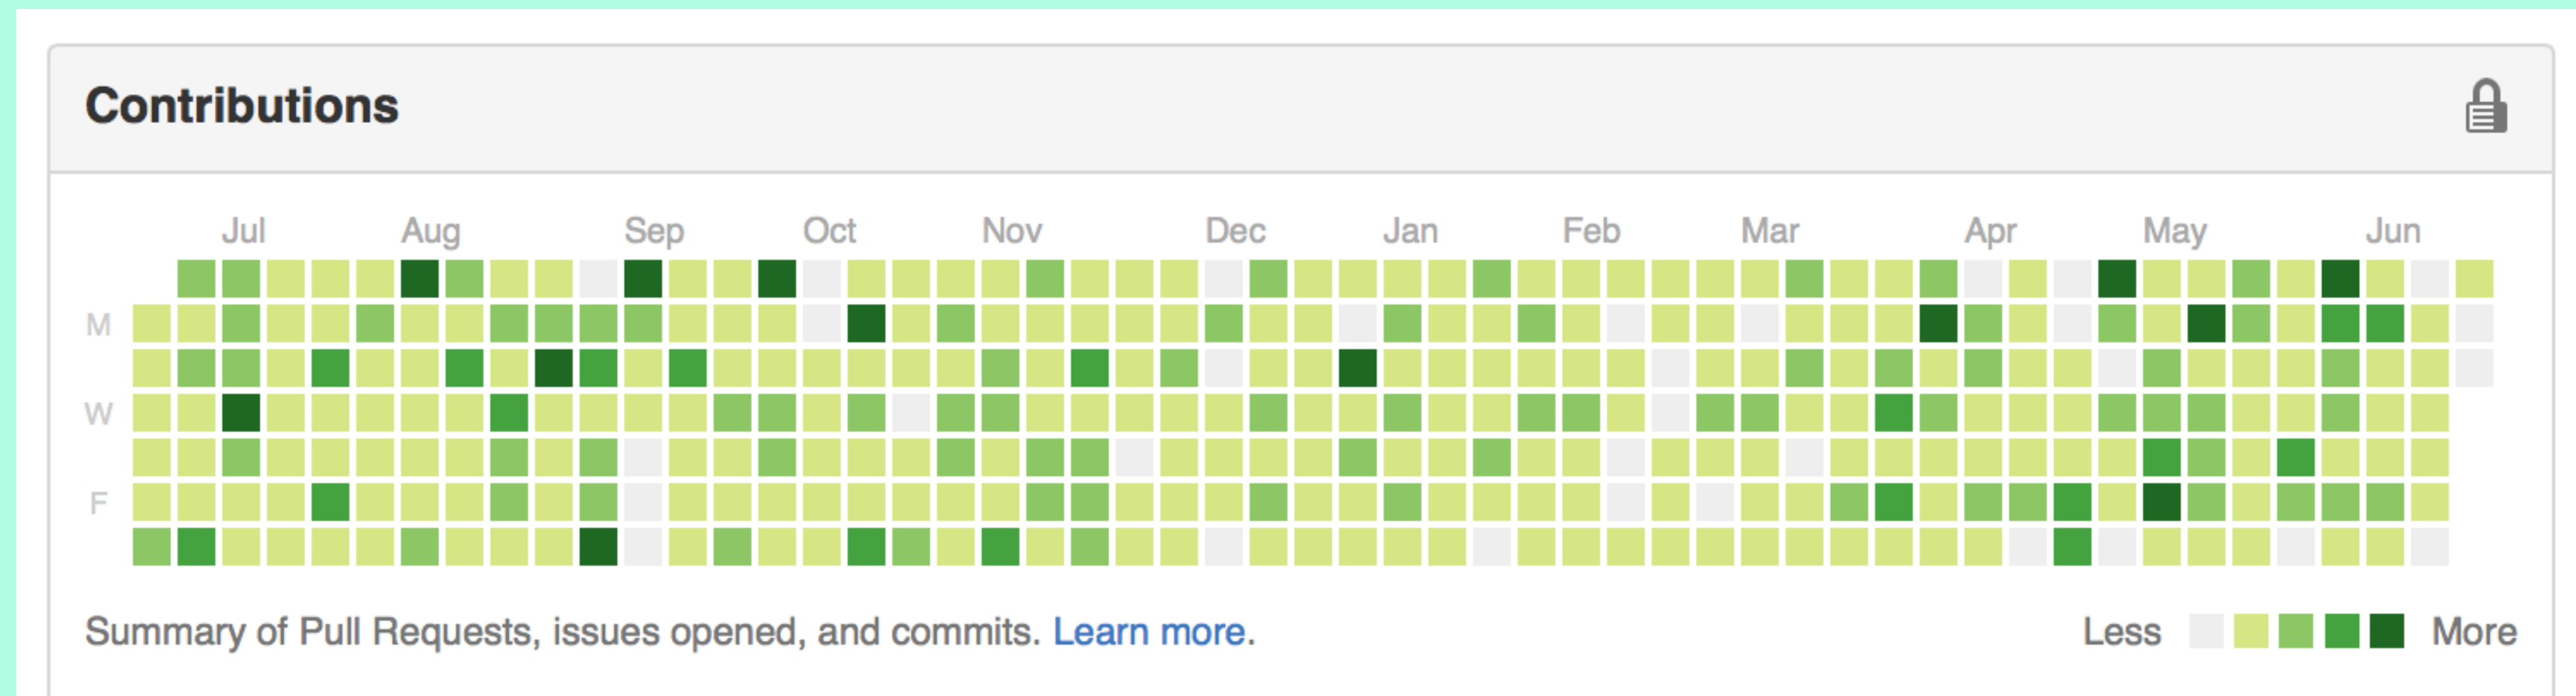 Contributions
Jul Aug Sep Oct Nov Dec Jan Feb Mar Apr May Jun
M
W
F
Summary of Pull Requests, issues opened, and commits. Learn more.
Less More